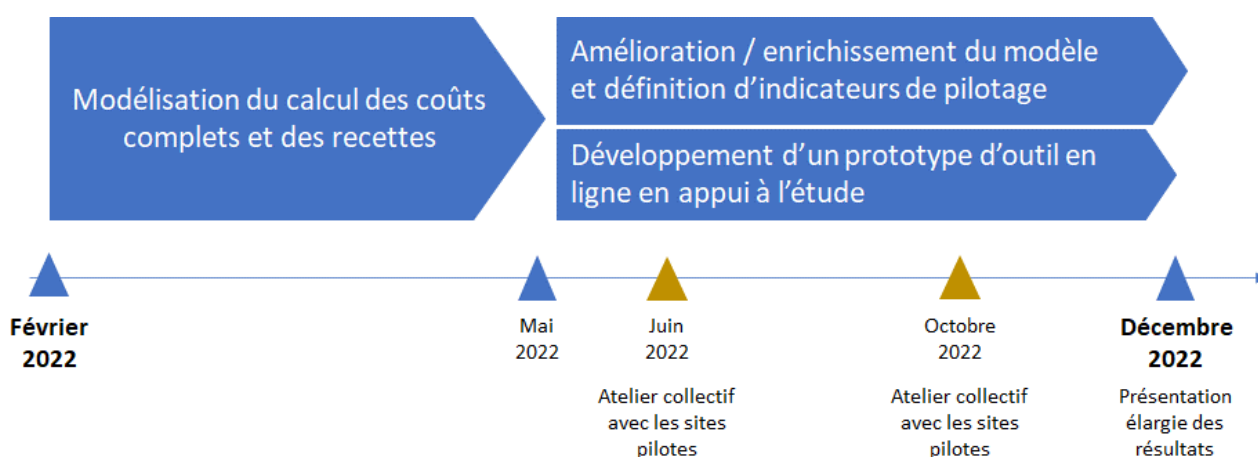 Modélisation du calcul des coûts
complets et des recettes
Amélioration / enrichissement du modèle
et définition d’indicateurs de pilotage
Développement d’un prototype d’outil en
ligne en appui à l’étude
Février
2022
Mai
2022
Juin
2022
Atelier collectif
avec les sites
pilotes
Octobre
2022
Atelier collectif
avec les sites
pilotes
Décembre
2022
Présentation
élargie des
résultats